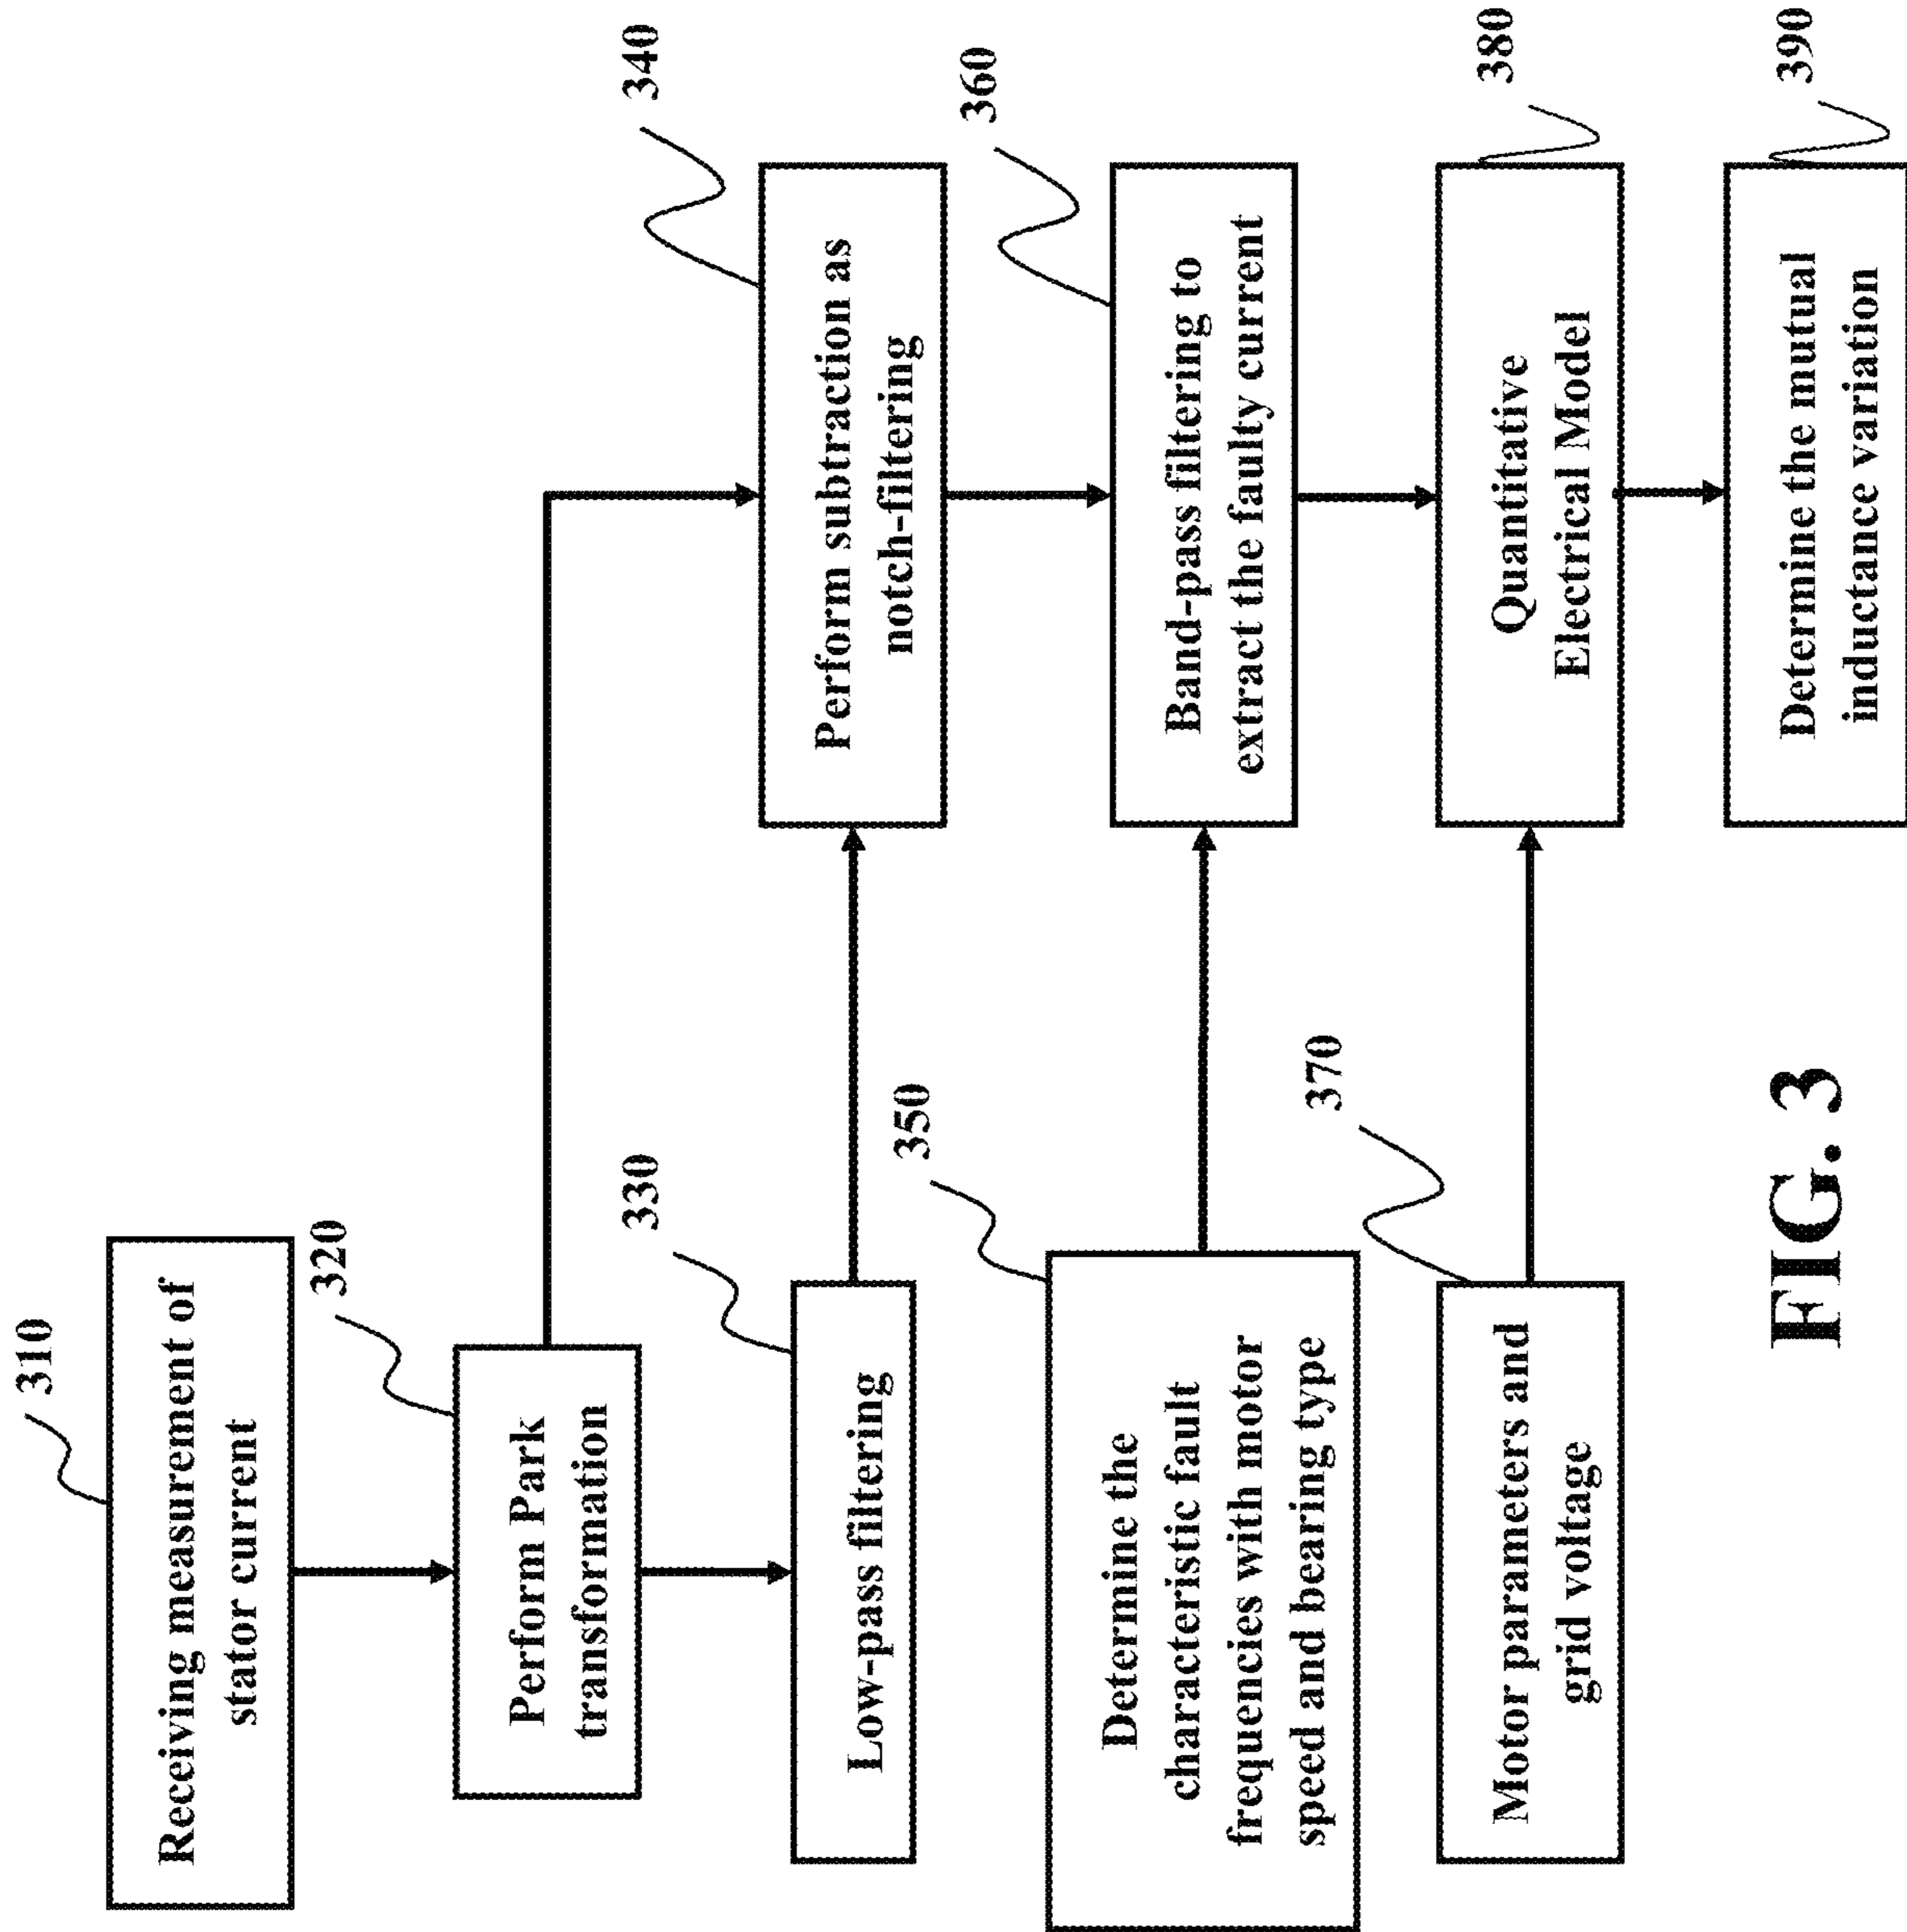 310
Receiving measurement of
stator current
320
Perform Park
transformation
330
Low-pass filtering
340
Perform subtraction as
notch-filtering
350
Determine the
characteristic fault
frequencies with motor
speed and bearing type
360
Band-pass filtering to
extract the faulty current
370
Motor parameters and
grid voltage
380
Quantitative
Electrical Model
390
Determine the mutual
inductance variation
FIG. 3